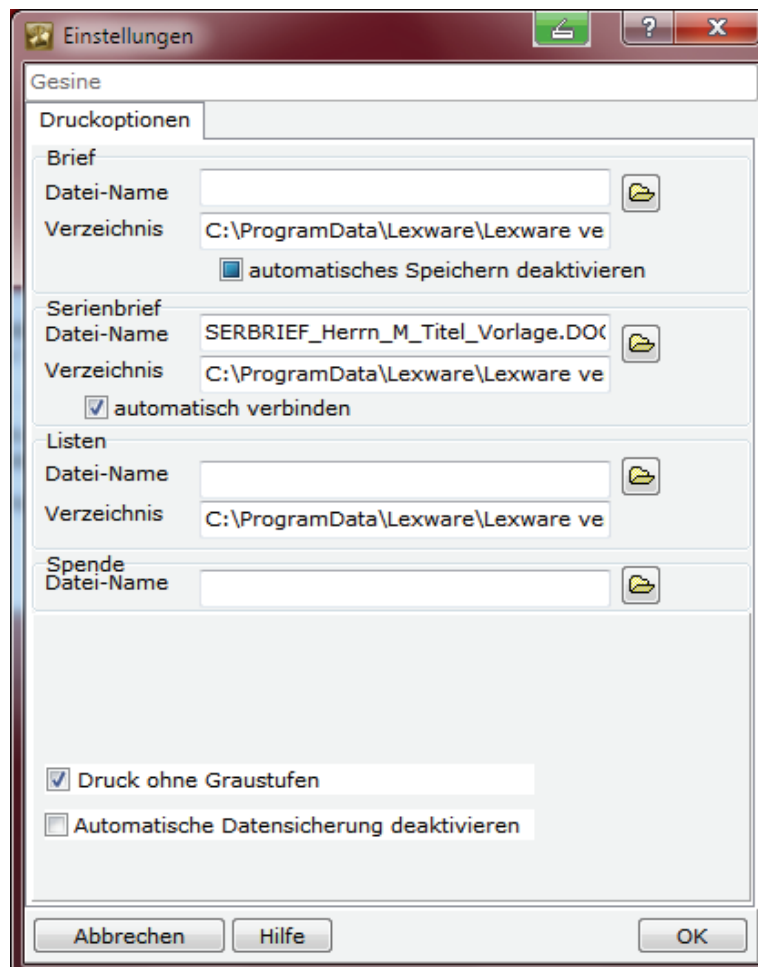 Einstellungen ? X
Gesine
Druckoptionen
Brief
Datei-Name
Verzeichnis C:\ProgramData\Lexware\Lexware ve
automatisches Speichern deaktivieren
Serienbrief
Datei-Name SERBRIEF_Herrn_M_Titel_Vorlage.DOC
Verzeichnis C:\ProgramData\Lexware\Lexware ve
automatisch verbinden
Listen
Datei-Name
Verzeichnis C:\ProgramData\Lexware\Lexware ve
Spende
Datei-Name
Druck ohne Graustufen
Automatische Datensicherung deaktivieren
Abbrechen Hilfe OK